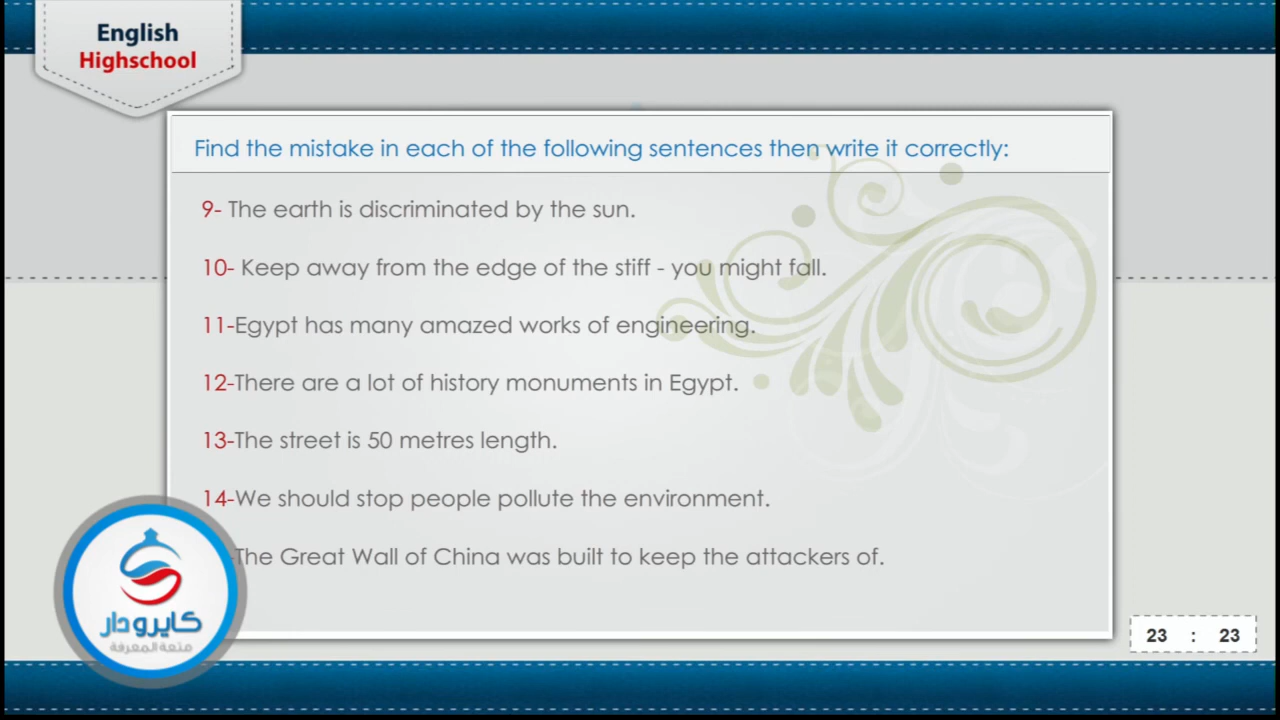 English
Highschool
Find the mistake in each of the following sentences then write it correctly:
9- The earth is discriminated by the sun.
10- Keep away from the edge of the stiff - you might fall.
11-Egypt has many amazed works of engineering.
12-There are a lot of history monuments in Egypt.
13-The street is 50 metres length.
14-We should stop people pollute the environment.
-The Great Wall of China was built to keep the attackers of.
كايرودار
متعة المعرفة
23 : 23